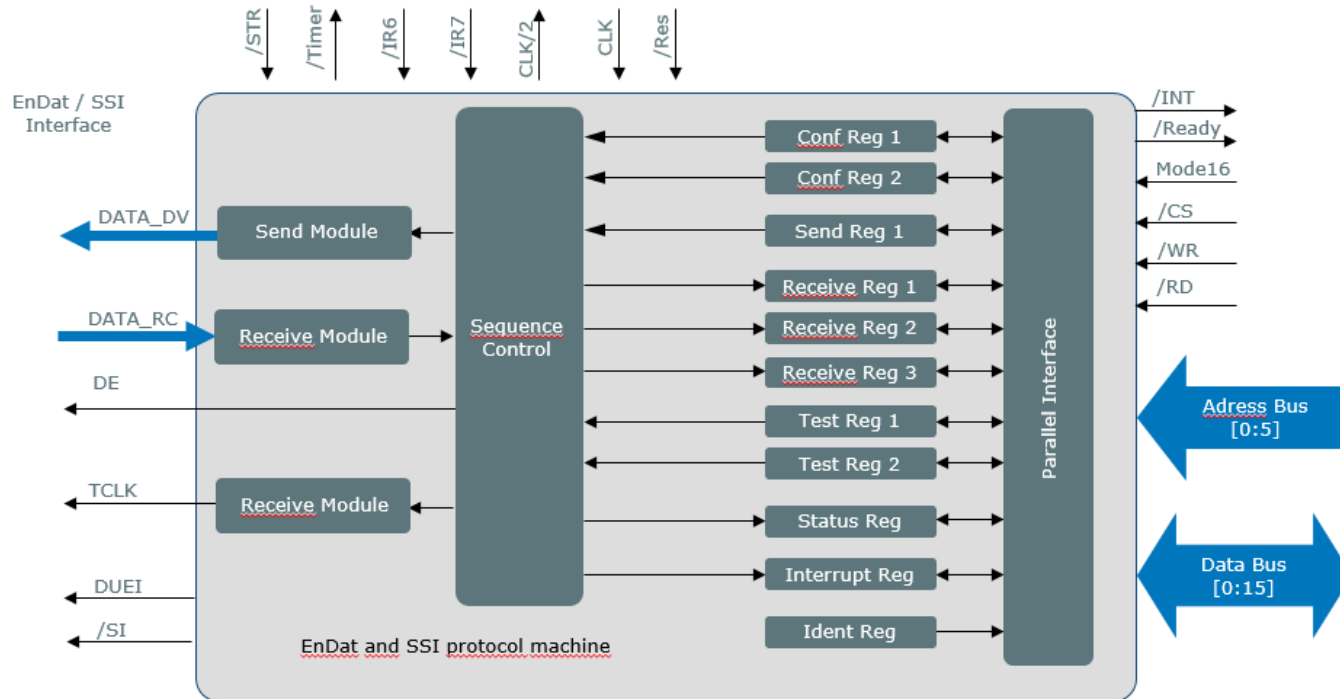 /STR
/Timer
/IR6
/IR7
CLK/2
CLK
/Res
EnDat / SSI
Interface
/INT
/Ready
Mode16
/CS
/WR
/RD
DATA_DV
Send Module
DATA_RC
Receive Module
DE
TCLK
Receive Module
DUEI
/SI
Sequence
Control
Conf Reg 1
Conf Reg 2
Send Reg 1
Receive Reg 1
Receive Reg 2
Receive Reg 3
Test Reg 1
Test Reg 2
Status Reg
Interrupt Reg
Ident Reg
Parallel Interface
Adress Bus
[0:5]
Data Bus
[0:15]
EnDat and SSI protocol machine